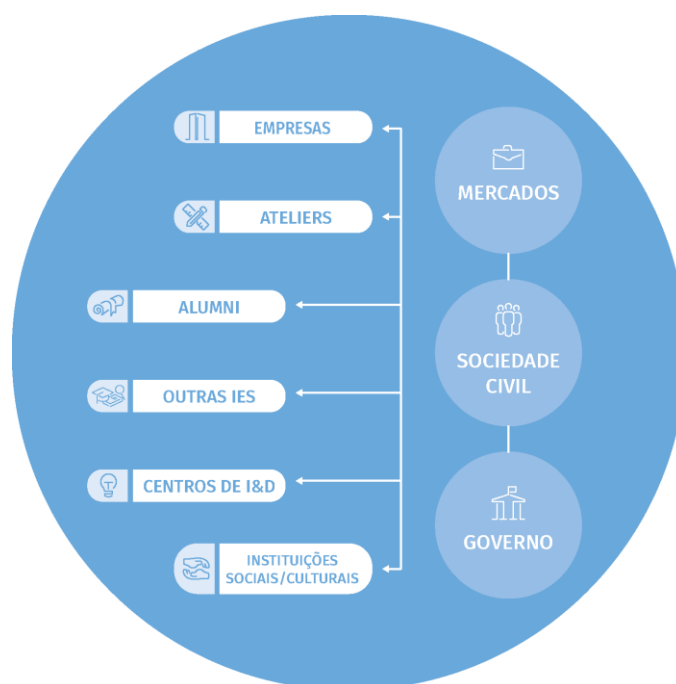 EMPRESAS
ATELIERS
ALUMNI
OUTRAS IES
CENTROS DE I&D
INSTITUIÇÕES
SOCIAIS/CULTURAIS
MERCADOS
SOCIEDADE
CIVIL
GOVERNO